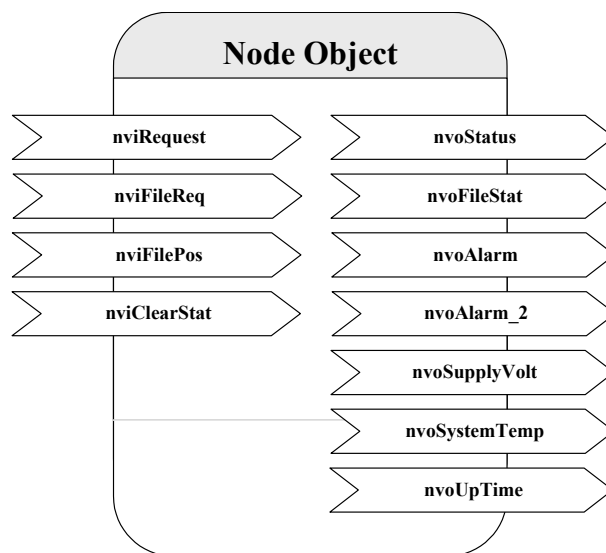 Node Object
nviRequest
nviFileReq
nviFilePos
nviClearStat
nvoStatus
nvoFileStat
nvoAlarm
nvoAlarm_2
nvoSupplyVolt
nvoSystemTemp
nvoUpTime